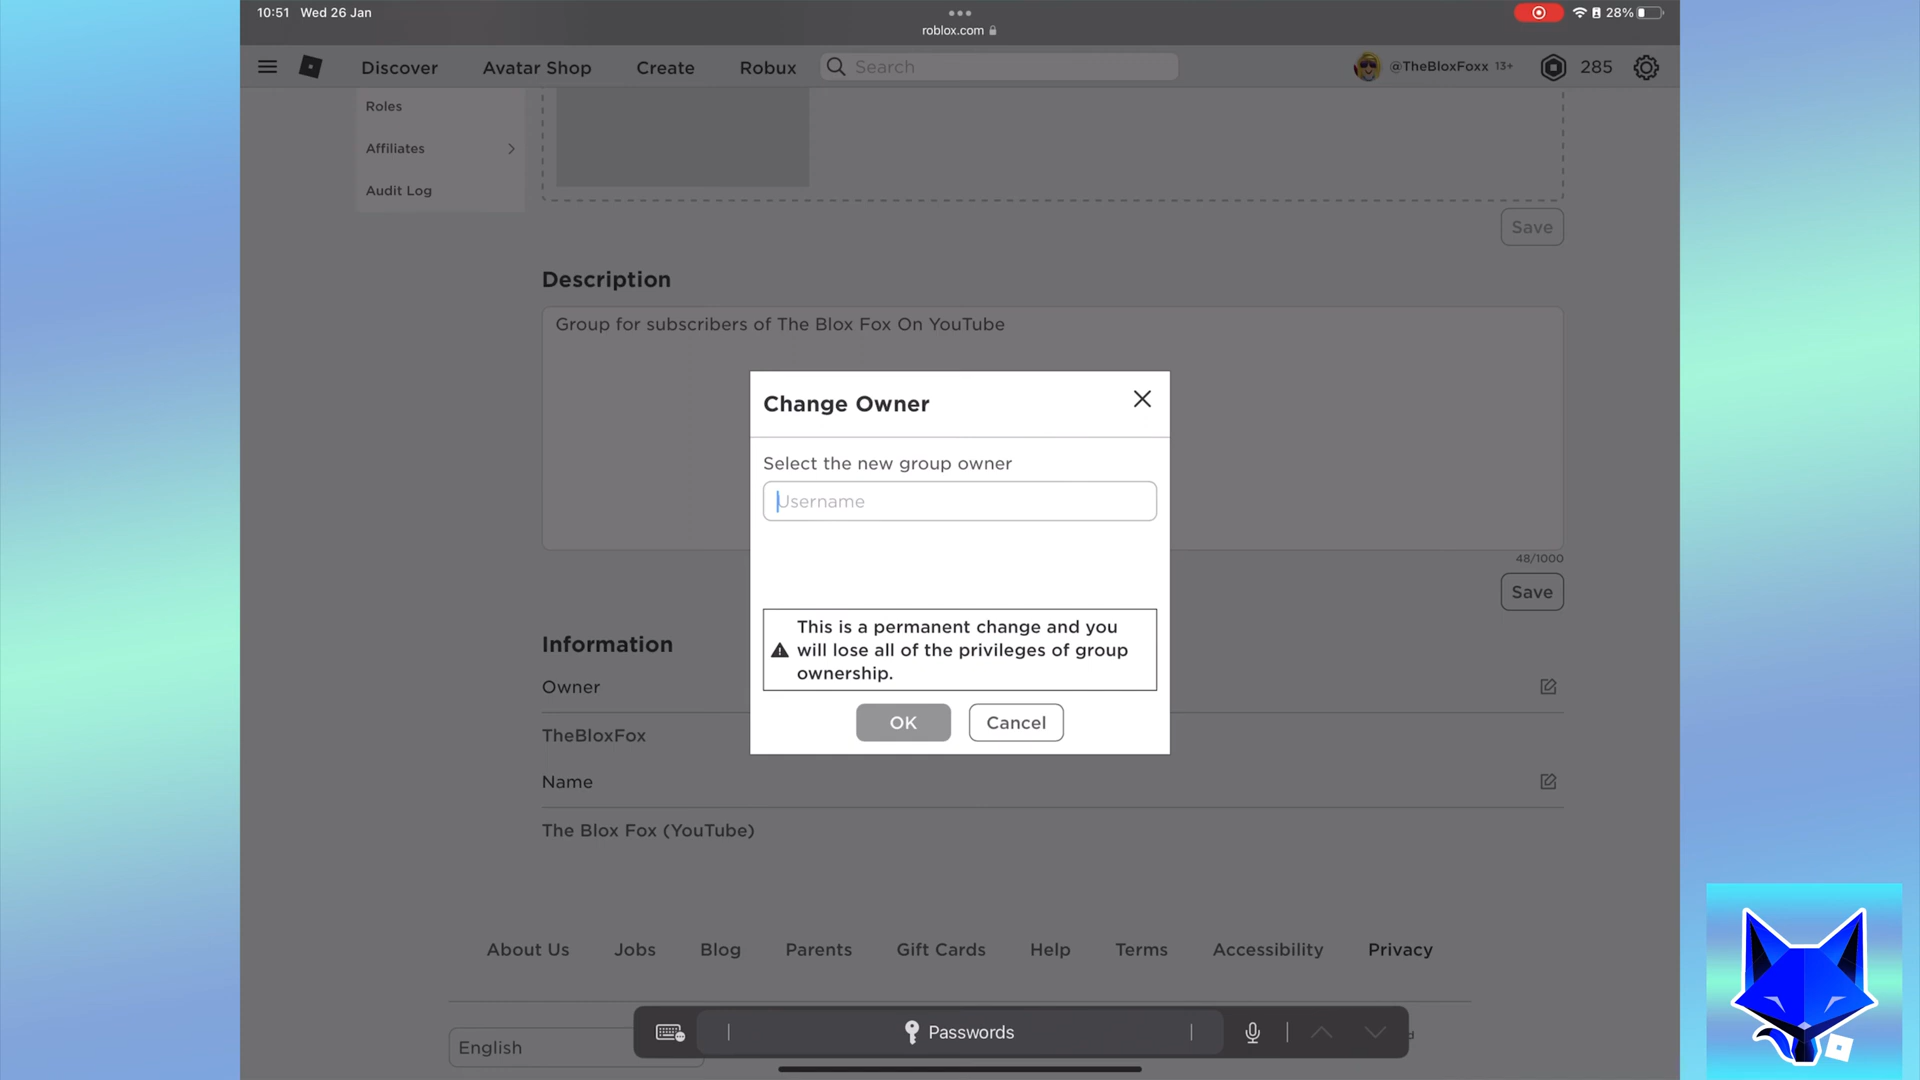 10:51 Wed 26 Jan
28%
roblox.com
Discover
Avatar Shop
Create
Robux
Search
@TheBloxFoxx 13+
285
Roles
Affiliates
Audit Log
Save
Description
Group for subscribers of The Blox Fox On YouTube
48/1000
Save
Change Owner
Select the new group owner
Username
This is a permanent change and you
will lose all of the privileges of group
ownership.
OK
Cancel
Information
Owner
TheBloxFox
Name
The Blox Fox (YouTube)
About Us
Jobs
Blog
Parents
Gift Cards
Help
Terms
Accessibility
Privacy
English
Passwords